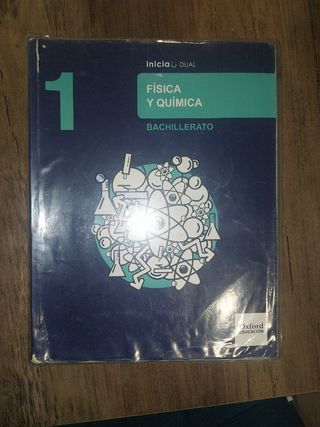 inicia DUAL
1
FÍSICA
Y QUÍMICA
BACHILLERATO
Oxford
EDUCACIÓN